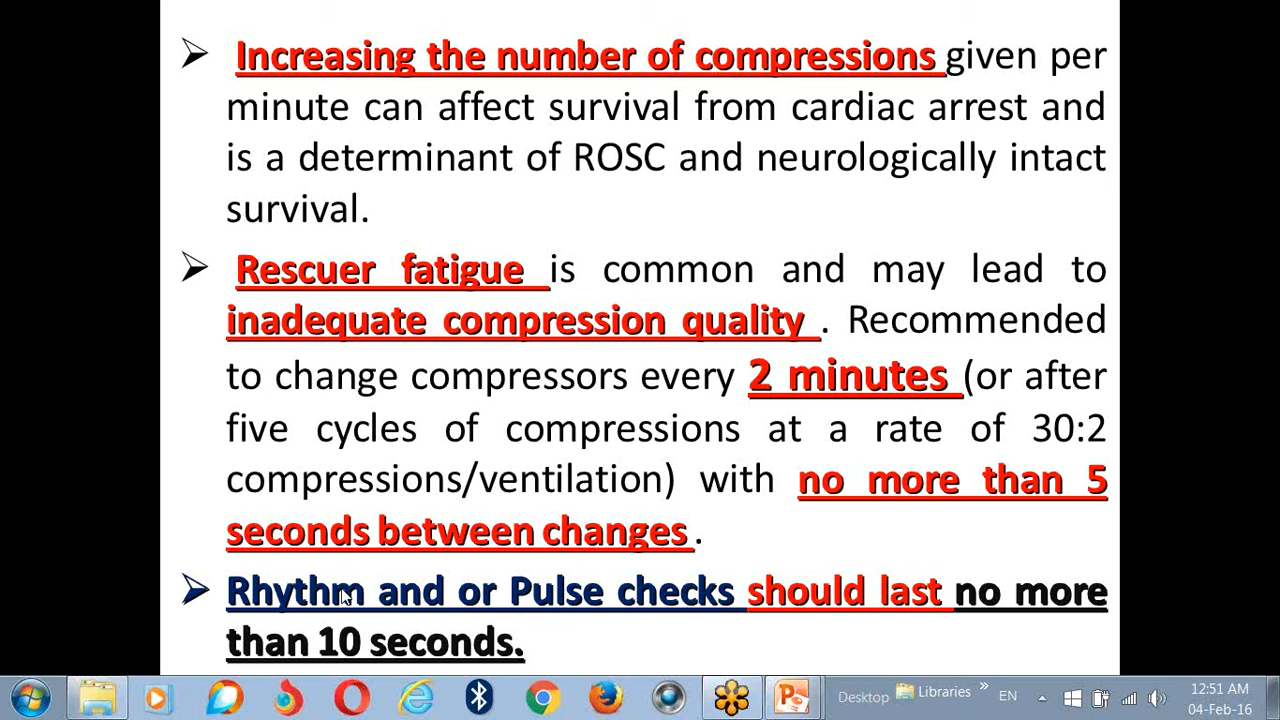 ➢ Increasing the number of compressions given per
minute can affect survival from cardiac arrest and
is a determinant of ROSC and neurologically intact
survival.
➢ Rescuer fatigue is common and may lead to
inadequate compression quality . Recommended
to change compressors every 2 minutes (or after
five cycles of compressions at a rate of 30:2
compressions/ventilation) with no more than 5
seconds between changes .
➢ Rhythm and or Pulse checks should last no more
than 10 seconds.
Desktop Libraries » EN 12:51 AM
04-Feb-16